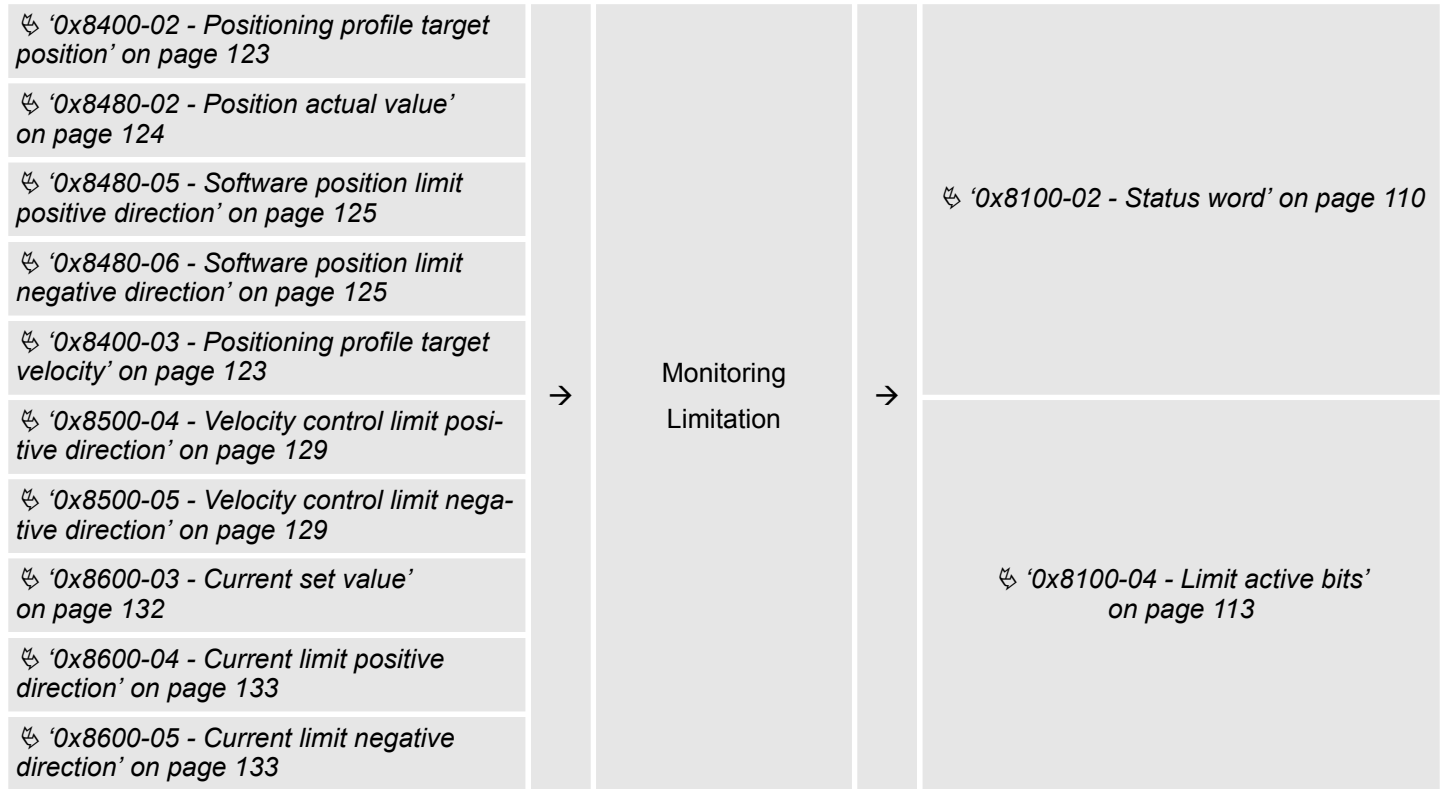 ↳ ‘0x8400-02 - Positioning profile target
position’ on page 123
↳ ‘0x8480-02 - Position actual value’
on page 124
↳ ‘0x8480-05 - Software position limit
positive direction’ on page 125
↳ ‘0x8480-06 - Software position limit
negative direction’ on page 125
↳ ‘0x8400-03 - Positioning profile target
velocity’ on page 123
↳ ‘0x8500-04 - Velocity control limit posi-
tive direction’ on page 129
↳ ‘0x8500-05 - Velocity control limit nega-
tive direction’ on page 129
↳ ‘0x8600-03 - Current set value’
on page 132
↳ ‘0x8600-04 - Current limit positive
direction’ on page 133
↳ ‘0x8600-05 - Current limit negative
direction’ on page 133
→
Monitoring
Limitation
→
↳ ‘0x8100-02 - Status word’ on page 110
↳ ‘0x8100-04 - Limit active bits’
on page 113